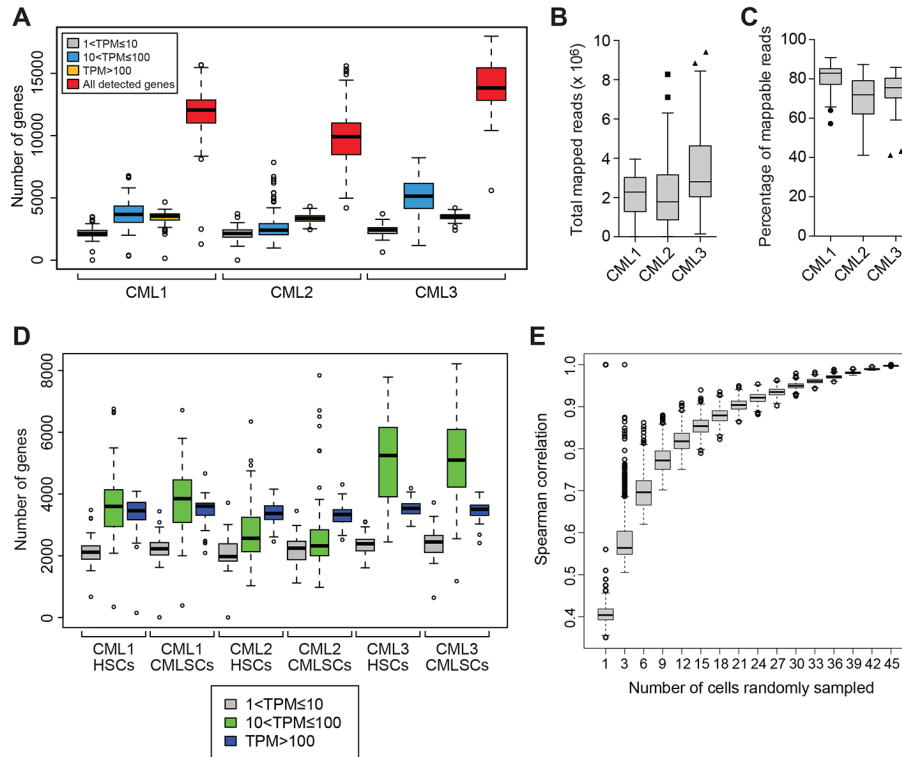 A
1<TPM≤10
10<TPM≤100
TPM>100
All detected genes
Number of genes
0
5000
10000
15000
CML1
CML2
CML3
B
Total mapped reads (x 10⁶)
10
8
6
4
2
0
CML1
CML2
CML3
C
Percentage of mappable reads
100
80
60
40
20
0
CML1
CML2
CML3
D
Number of genes
8000
6000
4000
2000
0
CML1
HSCs
CML1
CMLSCs
CML2
HSCs
CML2
CMLSCs
CML3
HSCs
CML3
CMLSCs
1<TPM≤10
10<TPM≤100
TPM>100
E
Spearman correlation
1.0
0.9
0.8
0.7
0.6
0.5
0.4
1 3 6 9 12 15 18 21 24 27 30 33 36 39 42 45
Number of cells randomly sampled